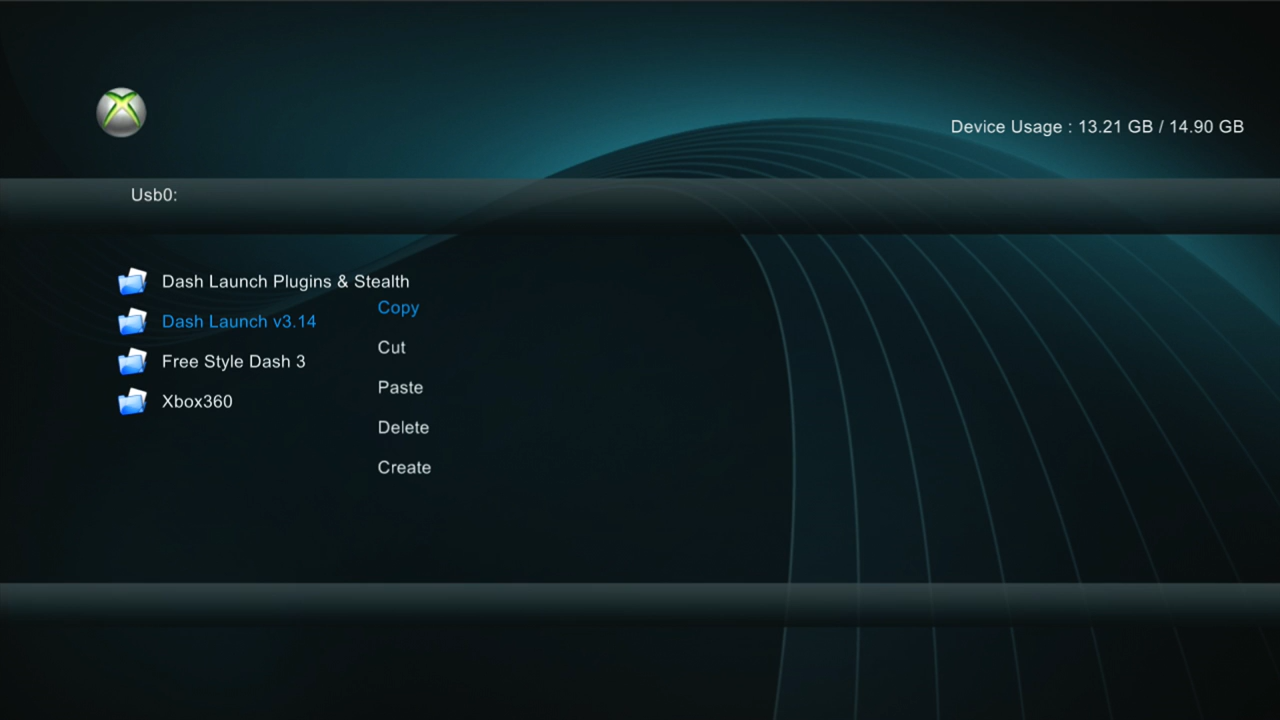 Device Usage : 13.21 GB / 14.90 GB
Usb0:
Dash Launch Plugins & Stealth
Dash Launch v3.14
Free Style Dash 3
Xbox360
Copy
Cut
Paste
Delete
Create